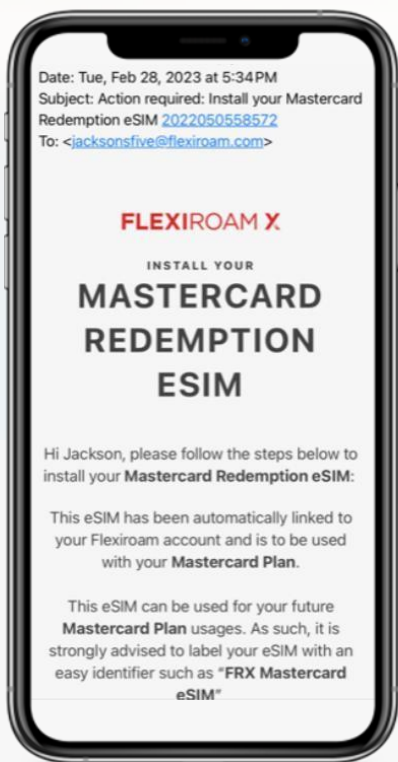 Date: Tue, Feb 28, 2023 at 5:34 PM
Subject: Action required: Install your Mastercard
Redemption eSIM 2022050558572
To: <jacksonsfive@flexiroam.com>
FLEXIROAM X
INSTALL YOUR
MASTERCARD
REDEMPTION
ESIM
Hi Jackson, please follow the steps below to
install your Mastercard Redemption eSIM:
This eSIM has been automatically linked to
your Flexiroam account and is to be used
with your Mastercard Plan.
This eSIM can be used for your future
Mastercard Plan usages. As such, it is
strongly advised to label your eSIM with an
easy identifier such as "FRX Mastercard
eSIM"